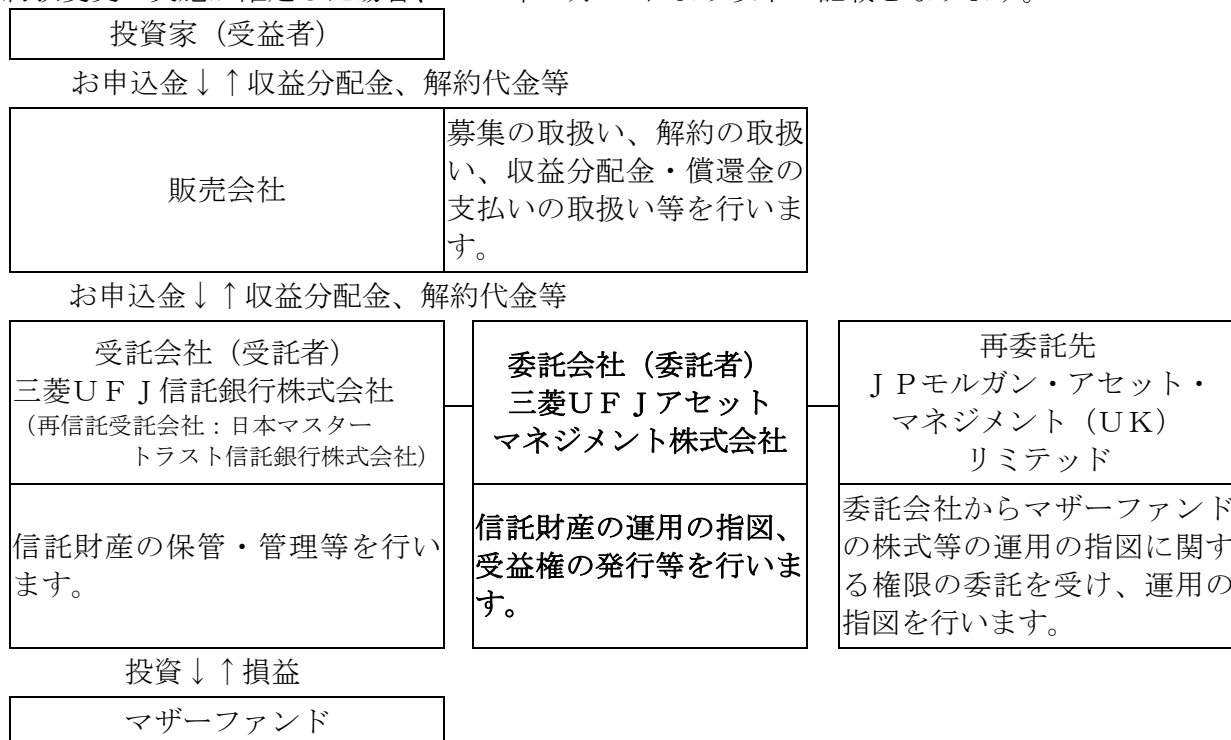 投資家（受益者）
お申込金↓↑収益分配金、解約代金等
販売会社
募集の取扱い、解約の取扱
い、収益分配金・償還金の
支払いの取扱い等を行いま
す。
お申込金↓↑収益分配金、解約代金等
受託会社（受託者）
三菱ＵＦＪ信託銀行株式会社
（再信託受託会社：日本マスター
トラスト信託銀行株式会社）
委託会社（委託者）
三菱ＵＦＪアセット
マネジメント株式会社
再委託先
ＪＰモルガン・アセット・
マネジメント（ＵＫ）
リミテッド
信託財産の保管・管理等を行い
ます。
信託財産の運用の指図、
受益権の発行等を行いま
す。
委託会社からマザーファンド
の株式等の運用の指図に関す
る権限の委託を受け、運用の
指図を行います。
投資↓↑損益
マザーファンド